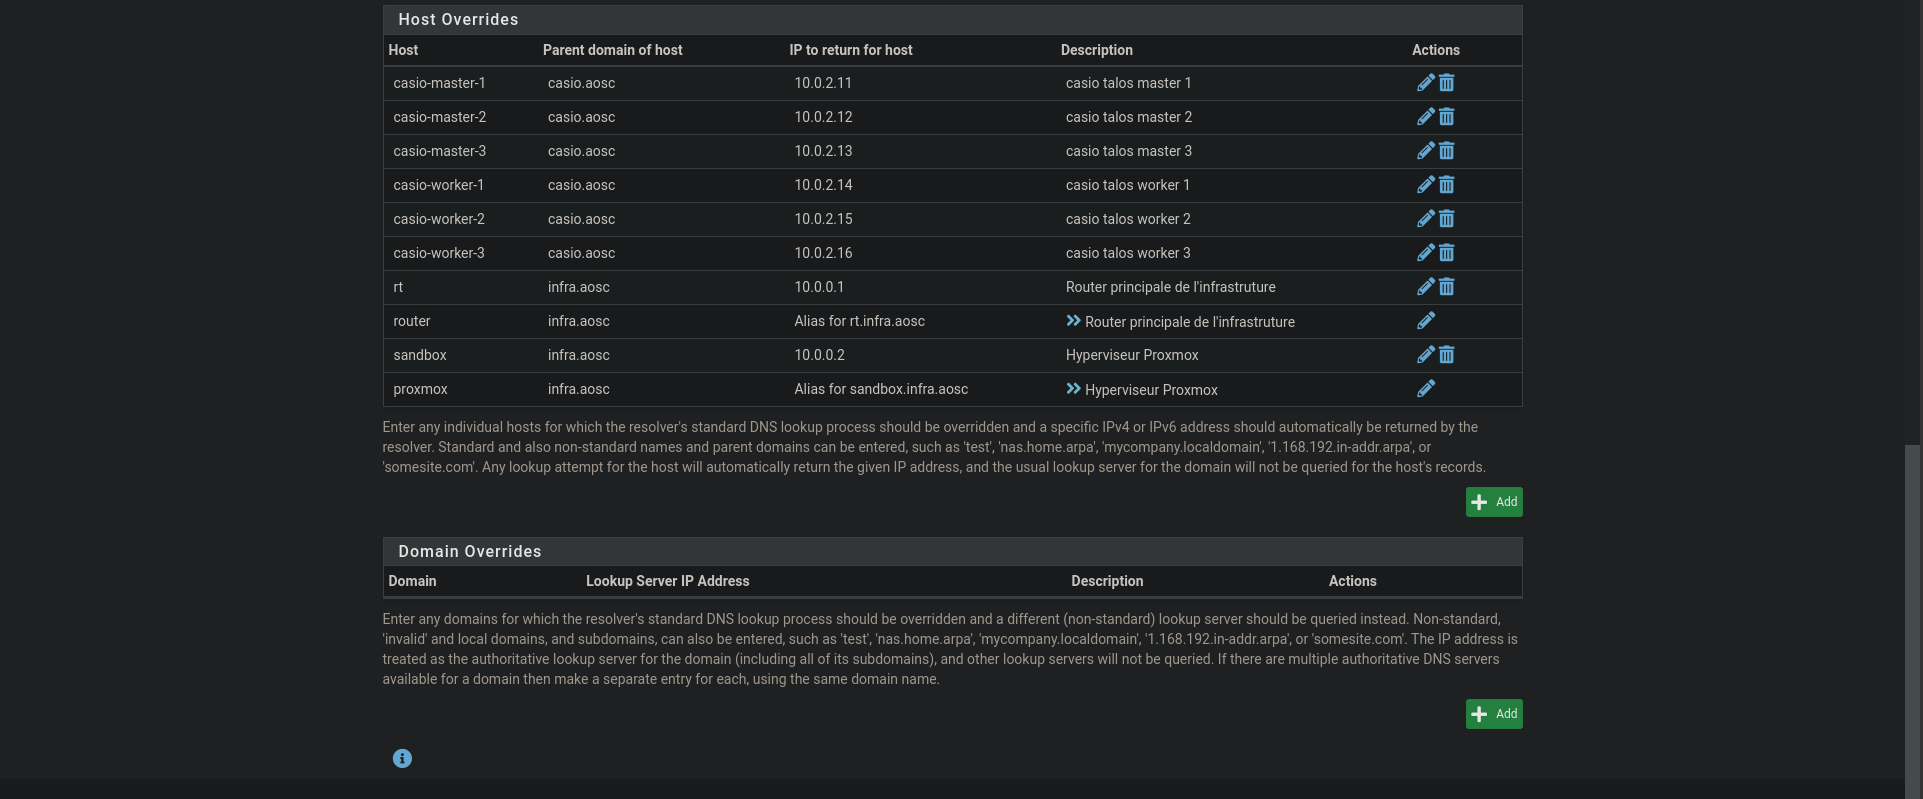 Host Overrides
Host Parent domain of host IP to return for host Description Actions
casio-master-1 casio.aosc 10.0.2.11 casio talos master 1
casio-master-2 casio.aosc 10.0.2.12 casio talos master 2
casio-master-3 casio.aosc 10.0.2.13 casio talos master 3
casio-worker-1 casio.aosc 10.0.2.14 casio talos worker 1
casio-worker-2 casio.aosc 10.0.2.15 casio talos worker 2
casio-worker-3 casio.aosc 10.0.2.16 casio talos worker 3
rt infra.aosc 10.0.0.1 Router principale de l'infrastruture
router infra.aosc Alias for rt.infra.aosc Router principale de l'infrastruture
sandbox infra.aosc 10.0.0.2 Hyperviseur Proxmox
proxmox infra.aosc Alias for sandbox.infra.aosc Hyperviseur Proxmox
Enter any individual hosts for which the resolver's standard DNS lookup process should be overridden and a specific IPv4 or IPv6 address should automatically be returned by the
resolver. Standard and also non-standard names and parent domains can be entered, such as 'test', 'nas.home.arpa', 'mycompany.localdomain', '1.168.192.in-addr.arpa', or
'somesite.com'. Any lookup attempt for the host will automatically return the given IP address, and the usual lookup server for the domain will not be queried for the host's records.
Add
Domain Overrides
Domain Lookup Server IP Address Description Actions
Enter any domains for which the resolver's standard DNS lookup process should be overridden and a different (non-standard) lookup server should be queried instead. Non-standard,
'invalid' and local domains, and subdomains, can also be entered, such as 'test', 'nas.home.arpa', 'mycompany.localdomain', '1.168.192.in-addr.arpa', or 'somesite.com'. The IP address is
treated as the authoritative lookup server for the domain (including all of its subdomains), and other lookup servers will not be queried. If there are multiple authoritative DNS servers
available for a domain then make a separate entry for each, using the same domain name.
Add